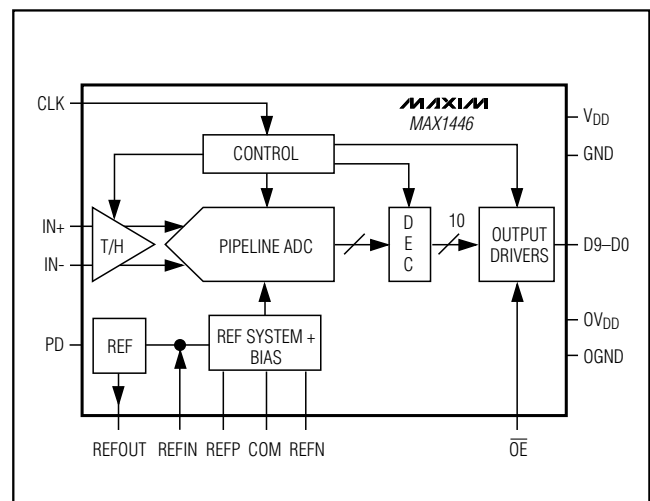 CLK
MAXIM
MAX1446
VDD
GND
CONTROL
IN+
IN-
T/H
PIPELINE ADC
D
E
C
10
OUTPUT
DRIVERS
D9–D0
PD
REF
REF SYSTEM +
BIAS
OVDD
OGND
REFOUT
REFIN
REFP
COM
REFN
OE